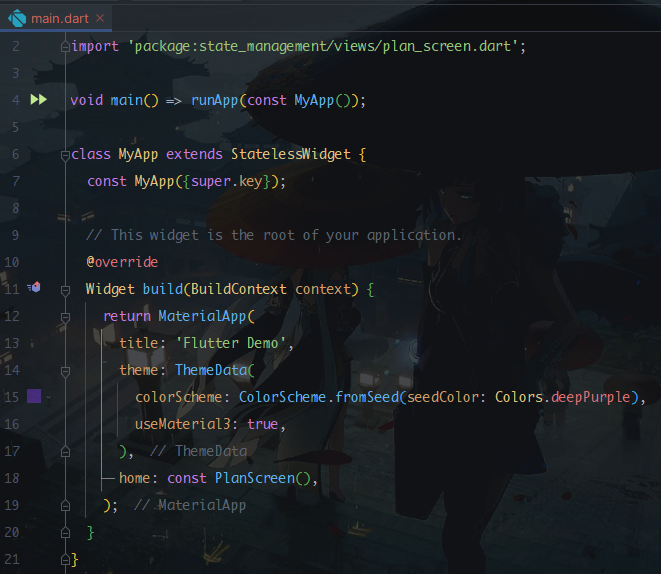 main.dart
2 import 'package:state_management/views/plan_screen.dart';
3
4 void main() => runApp(const MyApp());
5
6 class MyApp extends StatelessWidget {
7 const MyApp({super.key});
8
9 // This widget is the root of your application.
10 @override
11 Widget build(BuildContext context) {
12 return MaterialApp(
13 title: 'Flutter Demo',
14 theme: ThemeData(
15 colorScheme: ColorScheme.fromSeed(seedColor: Colors.deepPurple),
16 useMaterial3: true,
17 ), // ThemeData
18 home: const PlanScreen(),
19 ); // MaterialApp
20 }
21 }